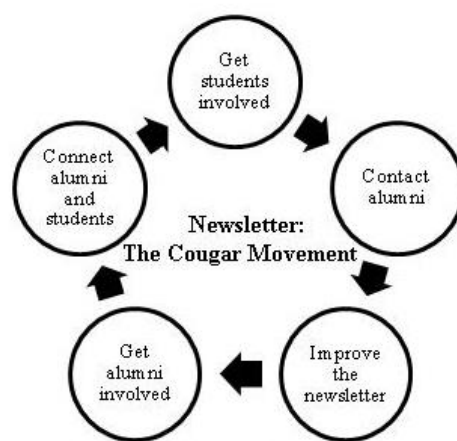 Get
students
involved
Contact
alumni
Improve
the
newsletter
Get
alumni
involved
Connect
alumni
and
students
Newsletter:
The Cougar Movement